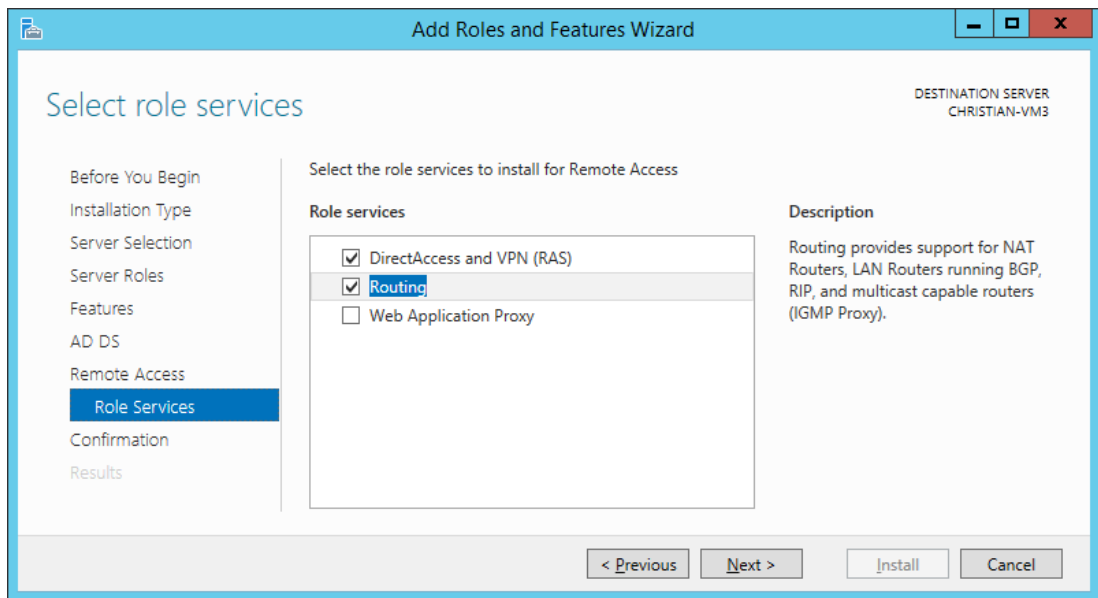 Add Roles and Features Wizard
Select role services
DESTINATION SERVER
CHRISTIAN-VM3
Before You Begin
Installation Type
Server Selection
Server Roles
Features
AD DS
Remote Access
Role Services
Confirmation
Results
Select the role services to install for Remote Access
Role services
DirectAccess and VPN (RAS)
Routing
Web Application Proxy
Description
Routing provides support for NAT
Routers, LAN Routers running BGP,
RIP, and multicast capable routers
(IGMP Proxy).
< Previous
Next >
Install
Cancel